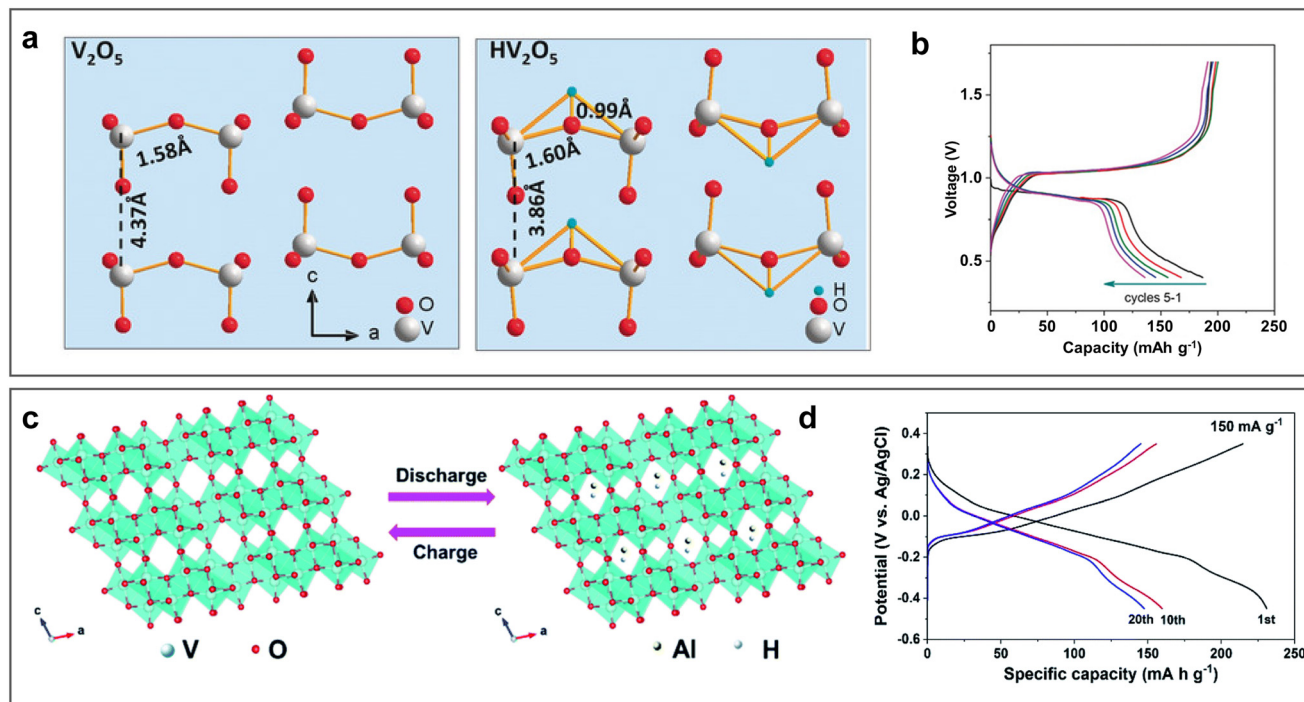 a
V₂O₅
1.58Å
4.37Å
c
a
O
V
HV₂O₅
0.99Å
1.60Å
3.86Å
H
O
V
b
Voltage (V)
1.5
1.0
0.5
cycles 5-1
0 50 100 150 200 250
Capacity (mAh g⁻¹)
c
Discharge
Charge
c
a
V O
c
a
Al H
d
150 mA g⁻¹
Potential (V vs. Ag/AgCl)
0.4
0.2
0.0
-0.2
-0.4
-0.6
20th 10th 1st
0 50 100 150 200 250
Specific capacity (mA h g⁻¹)